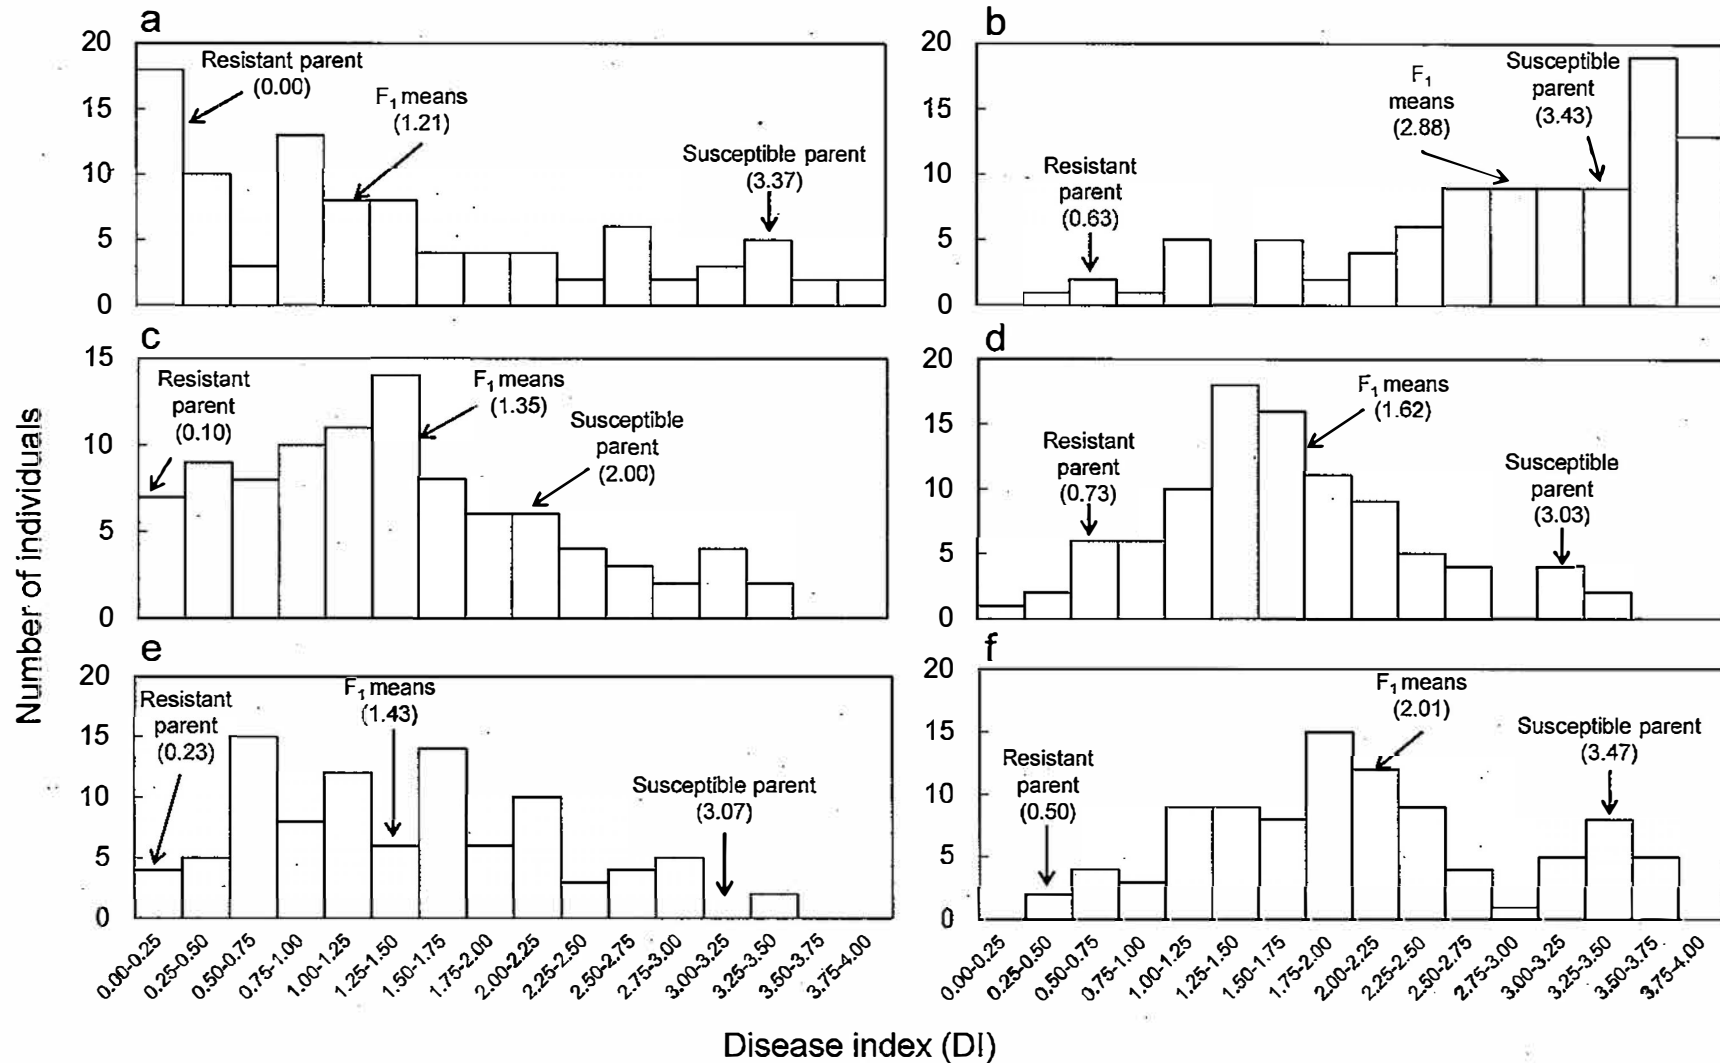 a
20
15
10
5
0
Resistant parent
(0.00)
F1 means
(1.21)
Susceptible parent
(3.37)
b
20
15
10
5
0
Resistant
parent
(0.63)
F1
means
(2.88)
Susceptible
parent
(3.43)
c
15
10
5
0
Resistant
parent
(0.10)
F1 means
(1.35)
Susceptible
parent
(2.00)
d
20
15
10
5
0
Resistant
parent
(0.73)
F1 means
(1.62)
Susceptible
parent
(3.03)
e
20
15
10
5
0
Resistant
parent
(0.23)
F1 means
(1.43)
Susceptible parent
(3.07)
0.00-0.25
0.25-0.50
0.50-0.75
0.75-1.00
1.00-1.25
1.25-1.50
1.50-1.75
1.75-2.00
2.00-2.25
2.25-2.50
2.50-2.75
2.75-3.00
3.00-3.25
3.25-3.50
3.50-3.75
3.75-4.00
f
20
15
10
5
0
Resistant
parent
(0.50)
F1 means
(2.01)
Susceptible parent
(3.47)
0.00-0.25
0.25-0.50
0.50-0.75
0.75-1.00
1.00-1.25
1.25-1.50
1.50-1.75
1.75-2.00
2.00-2.25
2.25-2.50
2.50-2.75
2.75-3.00
3.00-3.25
3.25-3.50
3.50-3.75
3.75-4.00
Number of individuals
Disease index (DI)